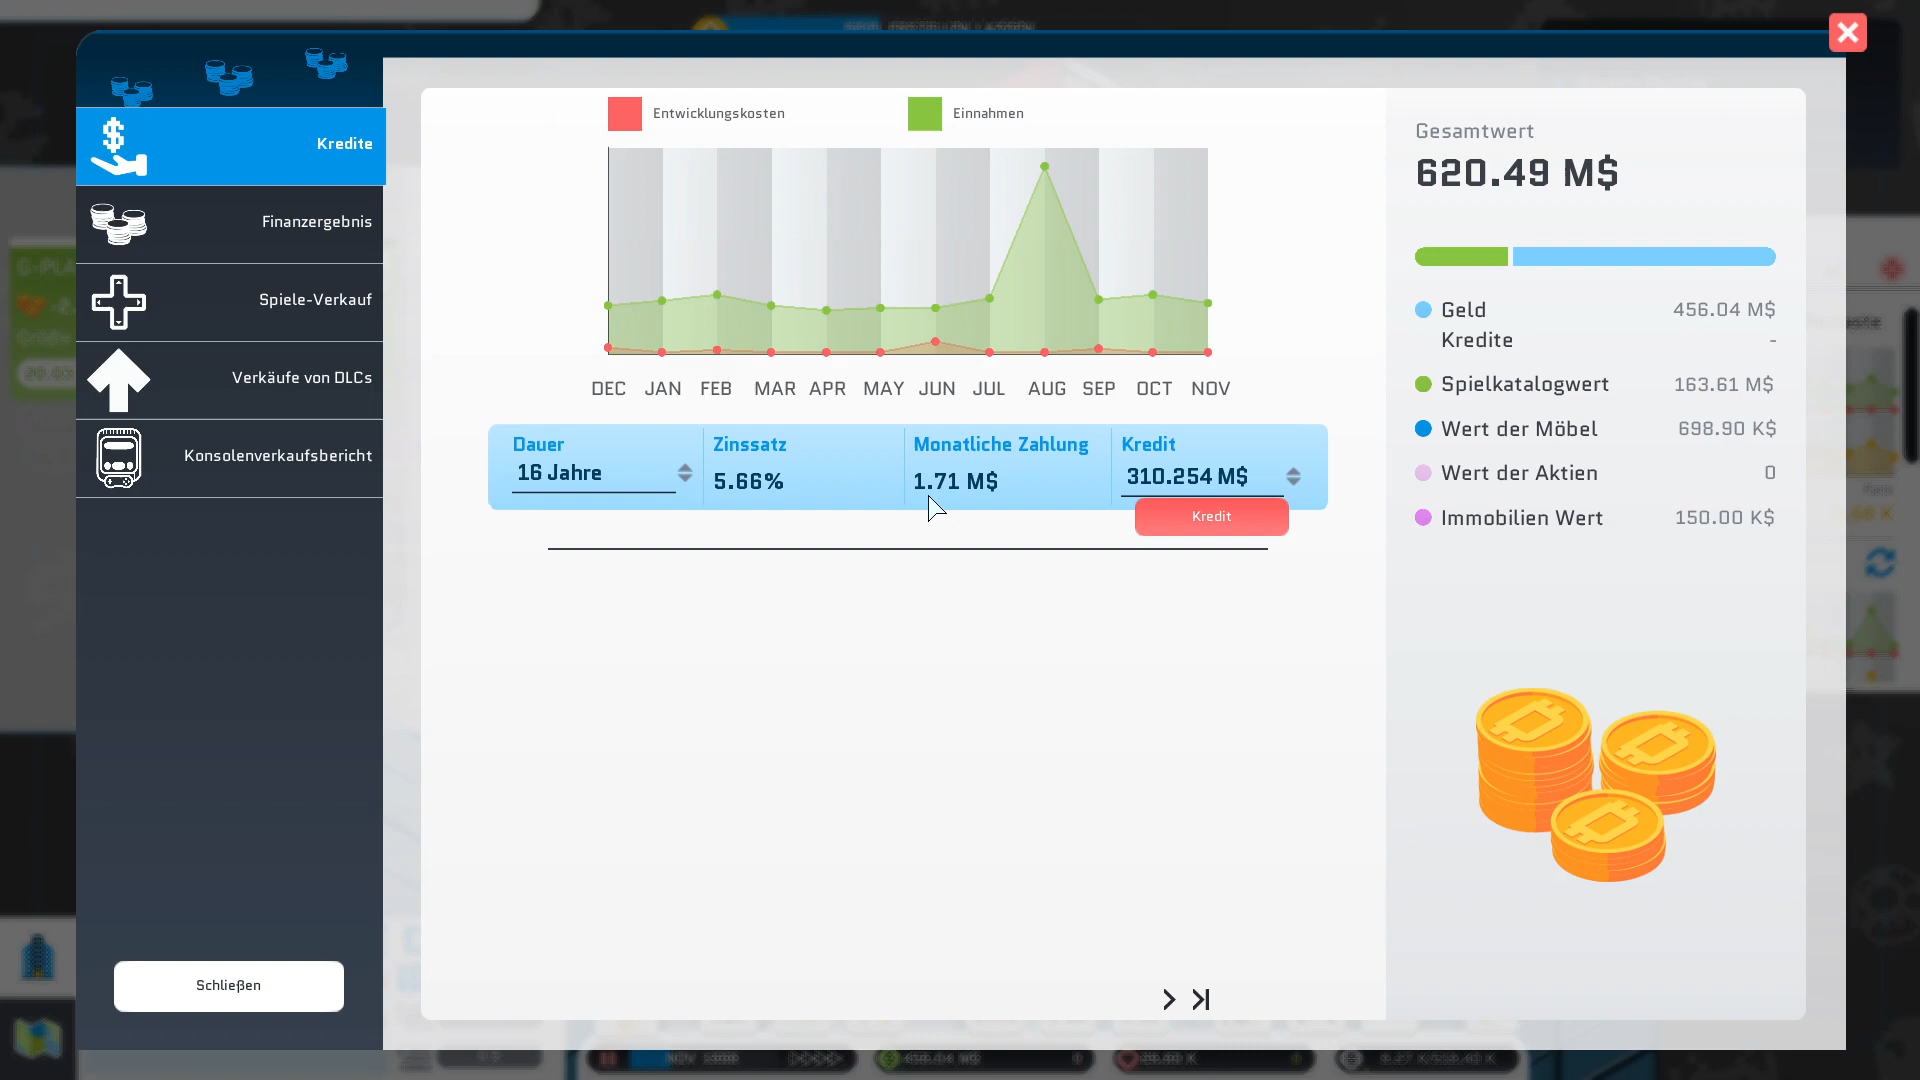 Kredite
Finanzergebnis
Spiele-Verkauf
Verkäufe von DLCs
Konsolenverkaufsbericht
Schließen
Entwicklungskosten
Einnahmen
DEC JAN FEB MAR APR MAY JUN JUL AUG SEP OCT NOV
Dauer Zinssatz Monatliche Zahlung Kredit
16 Jahre 5.66% 1.71 M$ 310.254 M$
Kredit
Gesamtwert
620.49 M$
Geld 456.04 M$
Kredite -
Spielkatalogwert 163.61 M$
Wert der Möbel 698.90 K$
Wert der Aktien 0
Immobilien Wert 150.00 K$